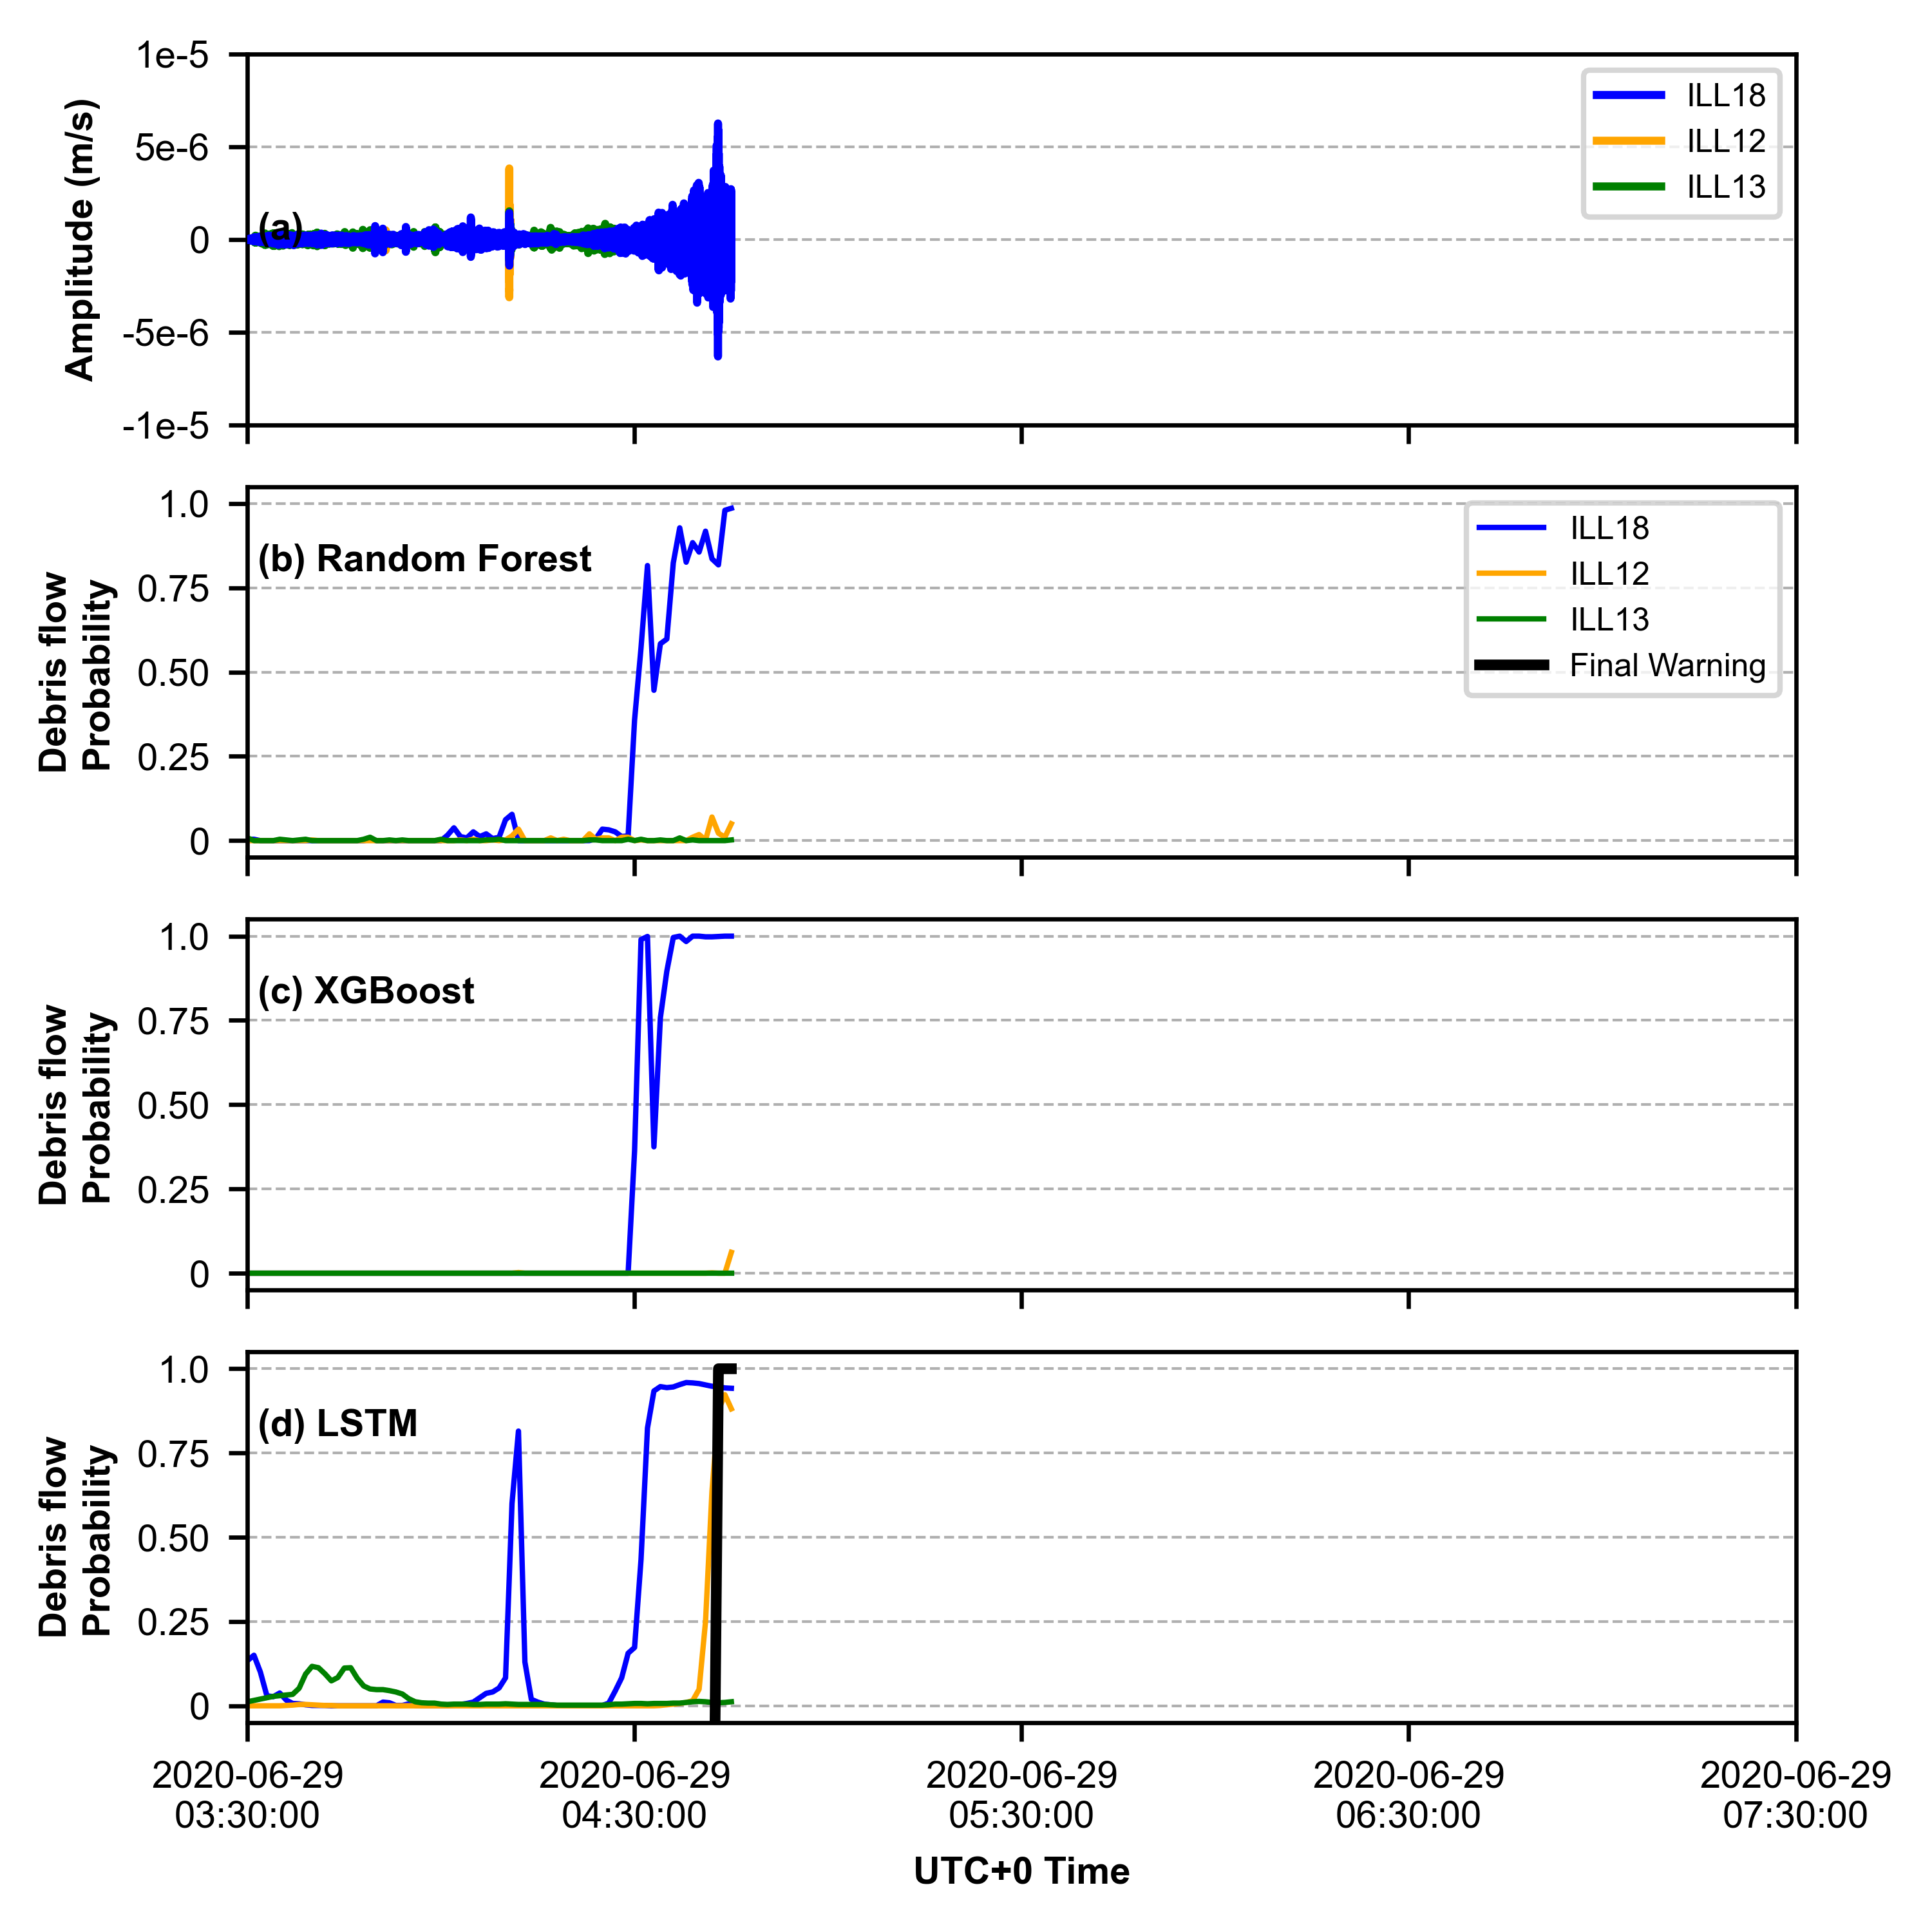 1e-5
5e-6
0
-5e-6
-1e-5
Amplitude (m/s)
(a)
ILL18
ILL12
ILL13
1.0
0.75
0.50
0.25
0
Debris flow
Probability
(b) Random Forest
ILL18
ILL12
ILL13
Final Warning
1.0
0.75
0.50
0.25
0
Debris flow
Probability
(c) XGBoost
1.0
0.75
0.50
0.25
0
Debris flow
Probability
(d) LSTM
2020-06-29
03:30:00
2020-06-29
04:30:00
2020-06-29
05:30:00
2020-06-29
06:30:00
2020-06-29
07:30:00
UTC+0 Time